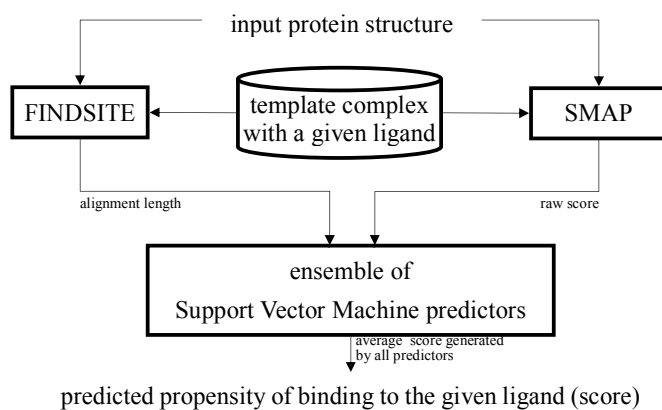 input protein structure
FINDSITE
template complex
with a given ligand
SMAP
alignment length
raw score
ensemble of
Support Vector Machine predictors
average score generated
by all predictors
predicted propensity of binding to the given ligand (score)